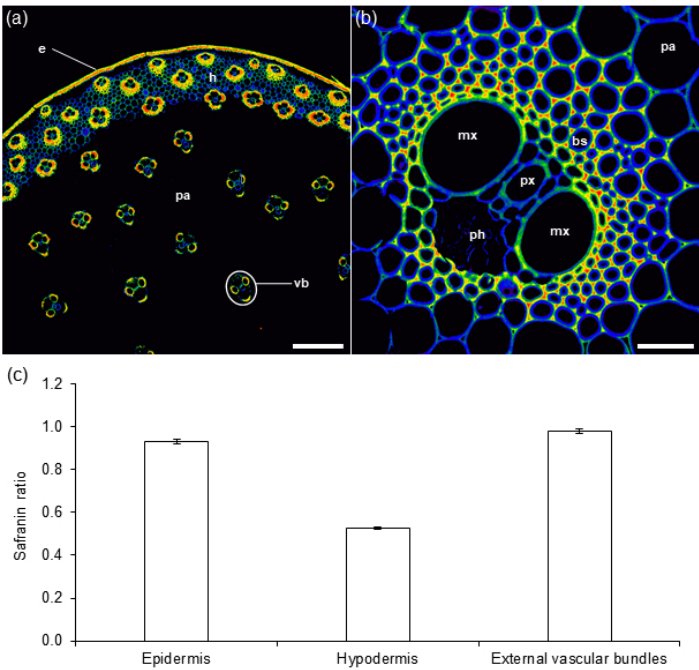 (a)
e
h
pa
vb
(b)
pa
mx
bs
px
ph
mx
(c)
1.2
1.0
0.8
0.6
0.4
0.2
0.0
Safranin ratio
Epidermis Hypodermis External vascular bundles